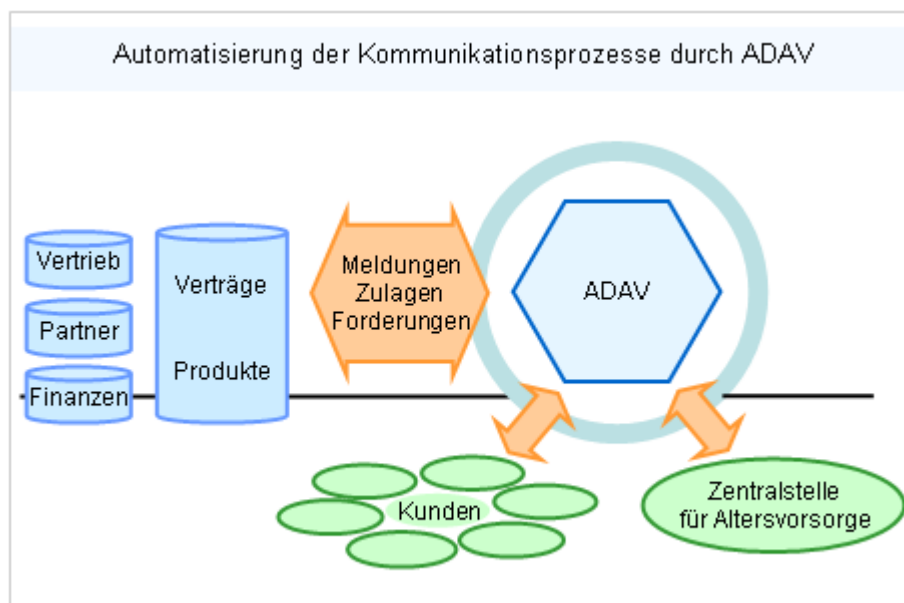 Automatisierung der Kommunikationsprozesse durch ADAV
Vertrieb
Partner
Finanzen
Verträge
Produkte
Meldungen
Zulagen
Forderungen
ADAV
Kunden
Zentralstelle
für Altersvorsorge